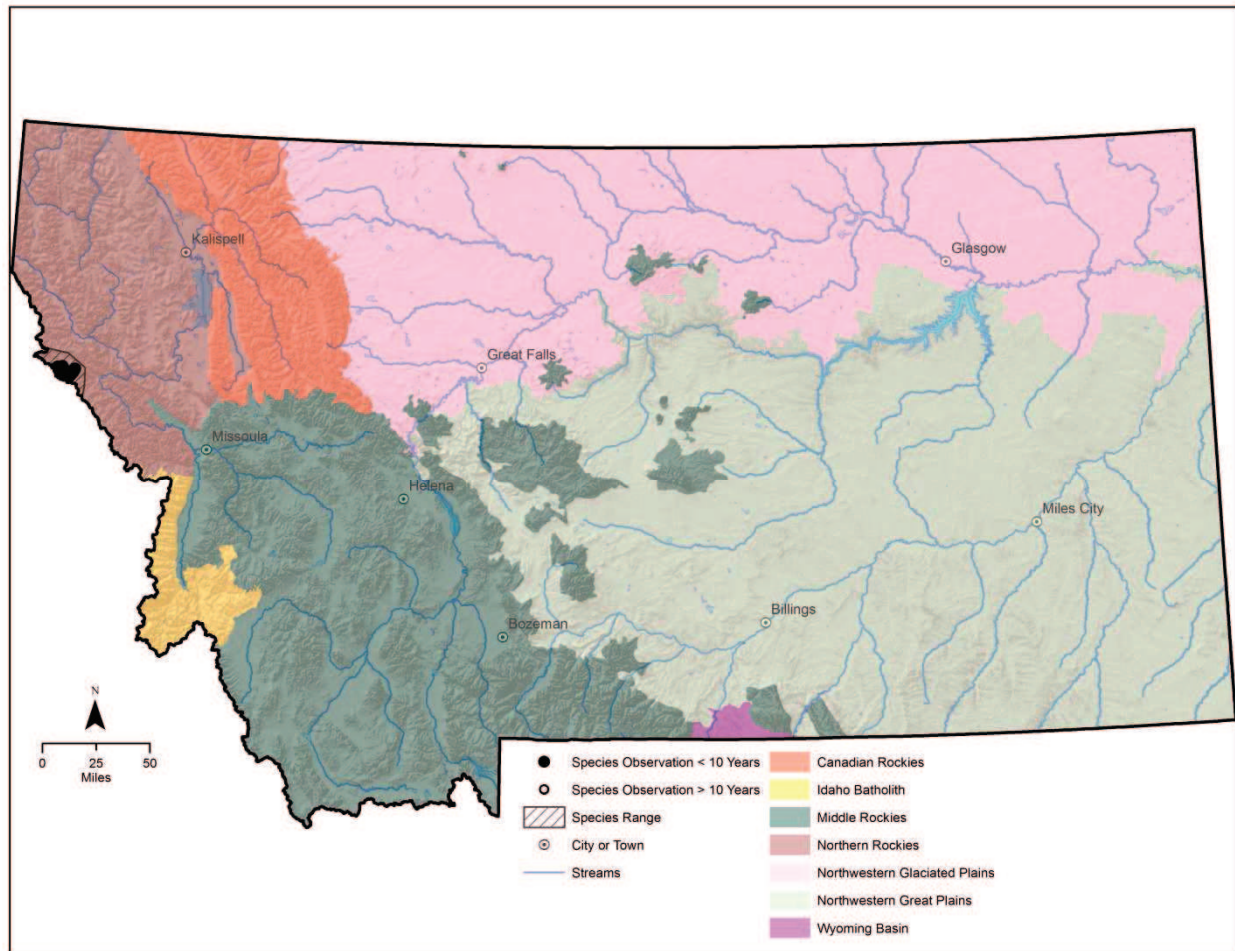 Kalispell
Glasgow
Great Falls
Missoula
Helena
Miles City
Billings
Bozeman
N
0 25 50
Miles
Species Observation < 10 Years
Species Observation > 10 Years
Species Range
City or Town
Streams
Canadian Rockies
Idaho Batholith
Middle Rockies
Northern Rockies
Northwestern Glaciated Plains
Northwestern Great Plains
Wyoming Basin